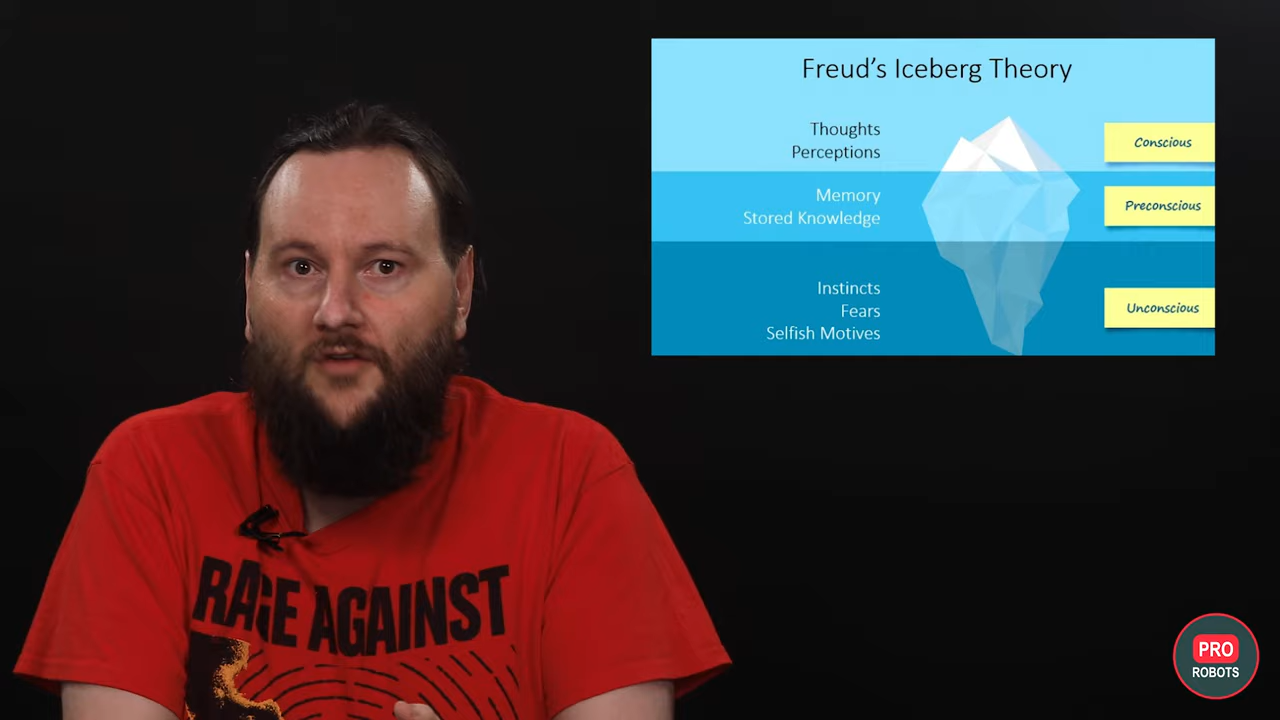 Freud's Iceberg Theory
Thoughts
Perceptions
Conscious
Memory
Stored Knowledge
Preconscious
Instincts
Fears
Selfish Motives
Unconscious
RAGE AGAINST
PRO
ROBOTS